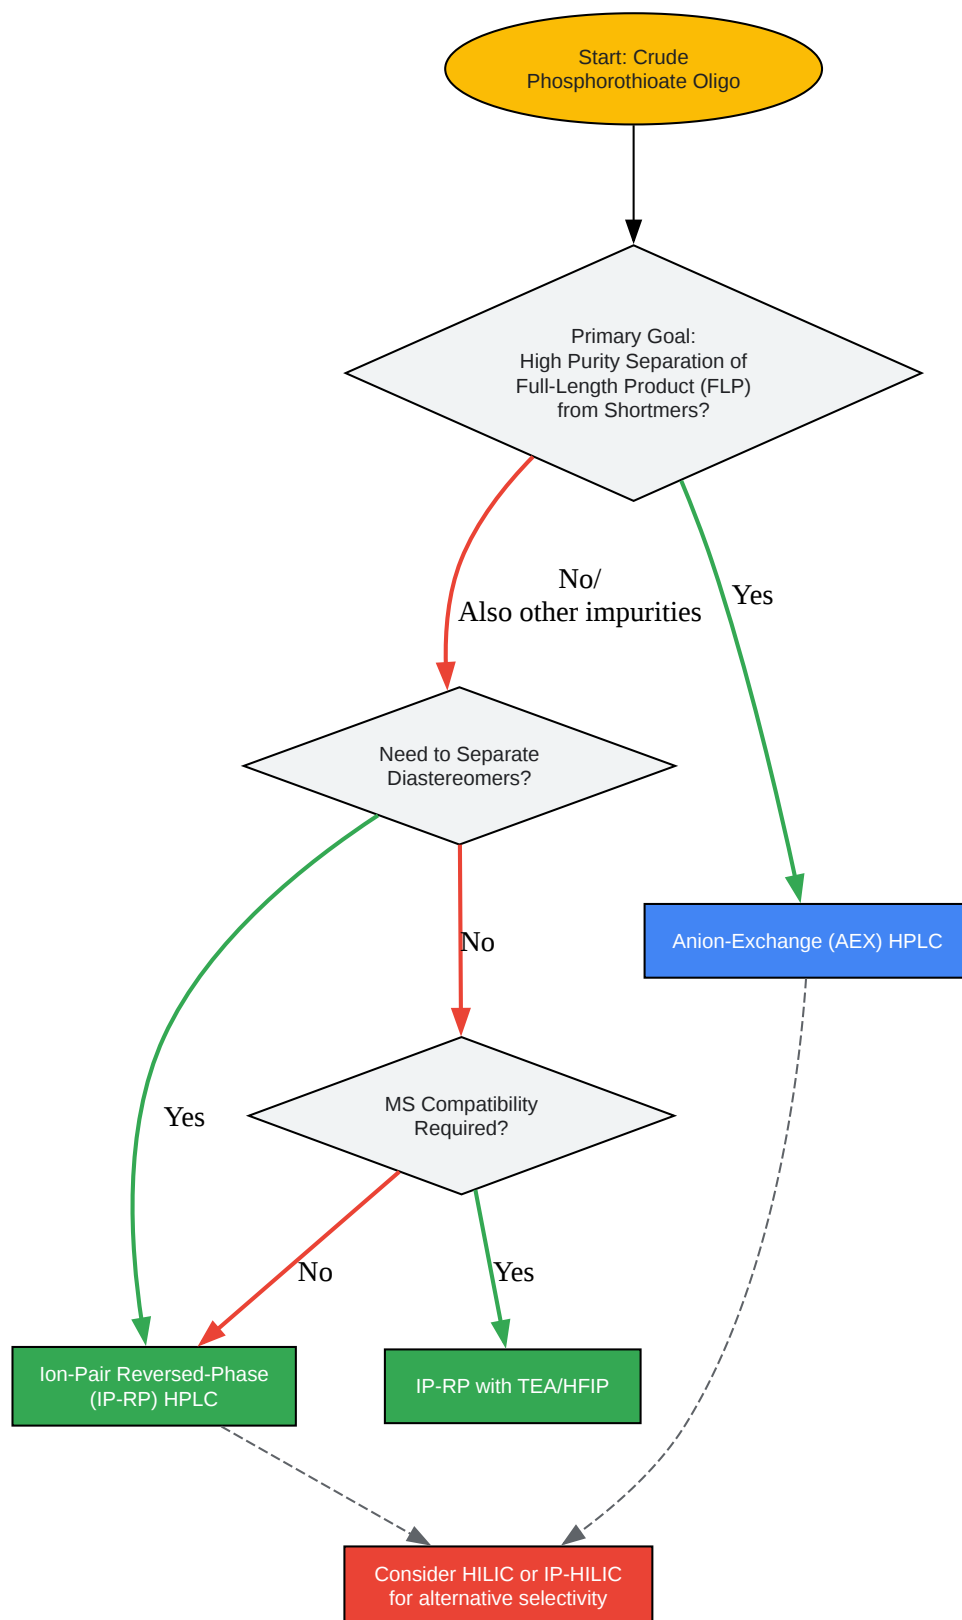 Start: Crude
Phosphorothioate Oligo
Primary Goal:
High Purity Separation of
Full-Length Product (FLP)
from Shortmers?
No/
Also other impurities
Yes
Need to Separate
Diastereomers?
No
Anion-Exchange (AEX) HPLC
MS Compatibility
Required?
Yes
No
Yes
Ion-Pair Reversed-Phase
(IP-RP) HPLC
IP-RP with TEA/HFIP
Consider HILIC or IP-HILIC
for alternative selectivity